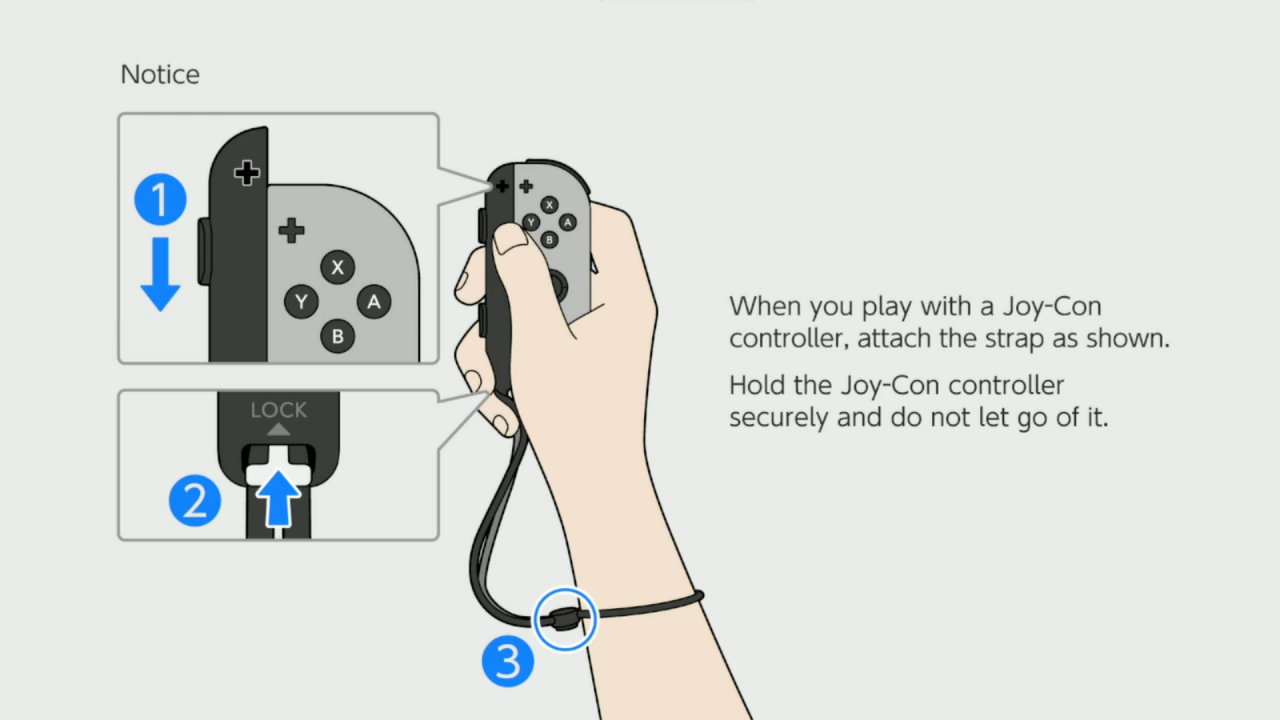 Notice
1
X
Y
A
B
X
Y
A
B
LOCK
2
3
When you play with a Joy-Con
controller, attach the strap as shown.
Hold the Joy-Con controller
securely and do not let go of it.